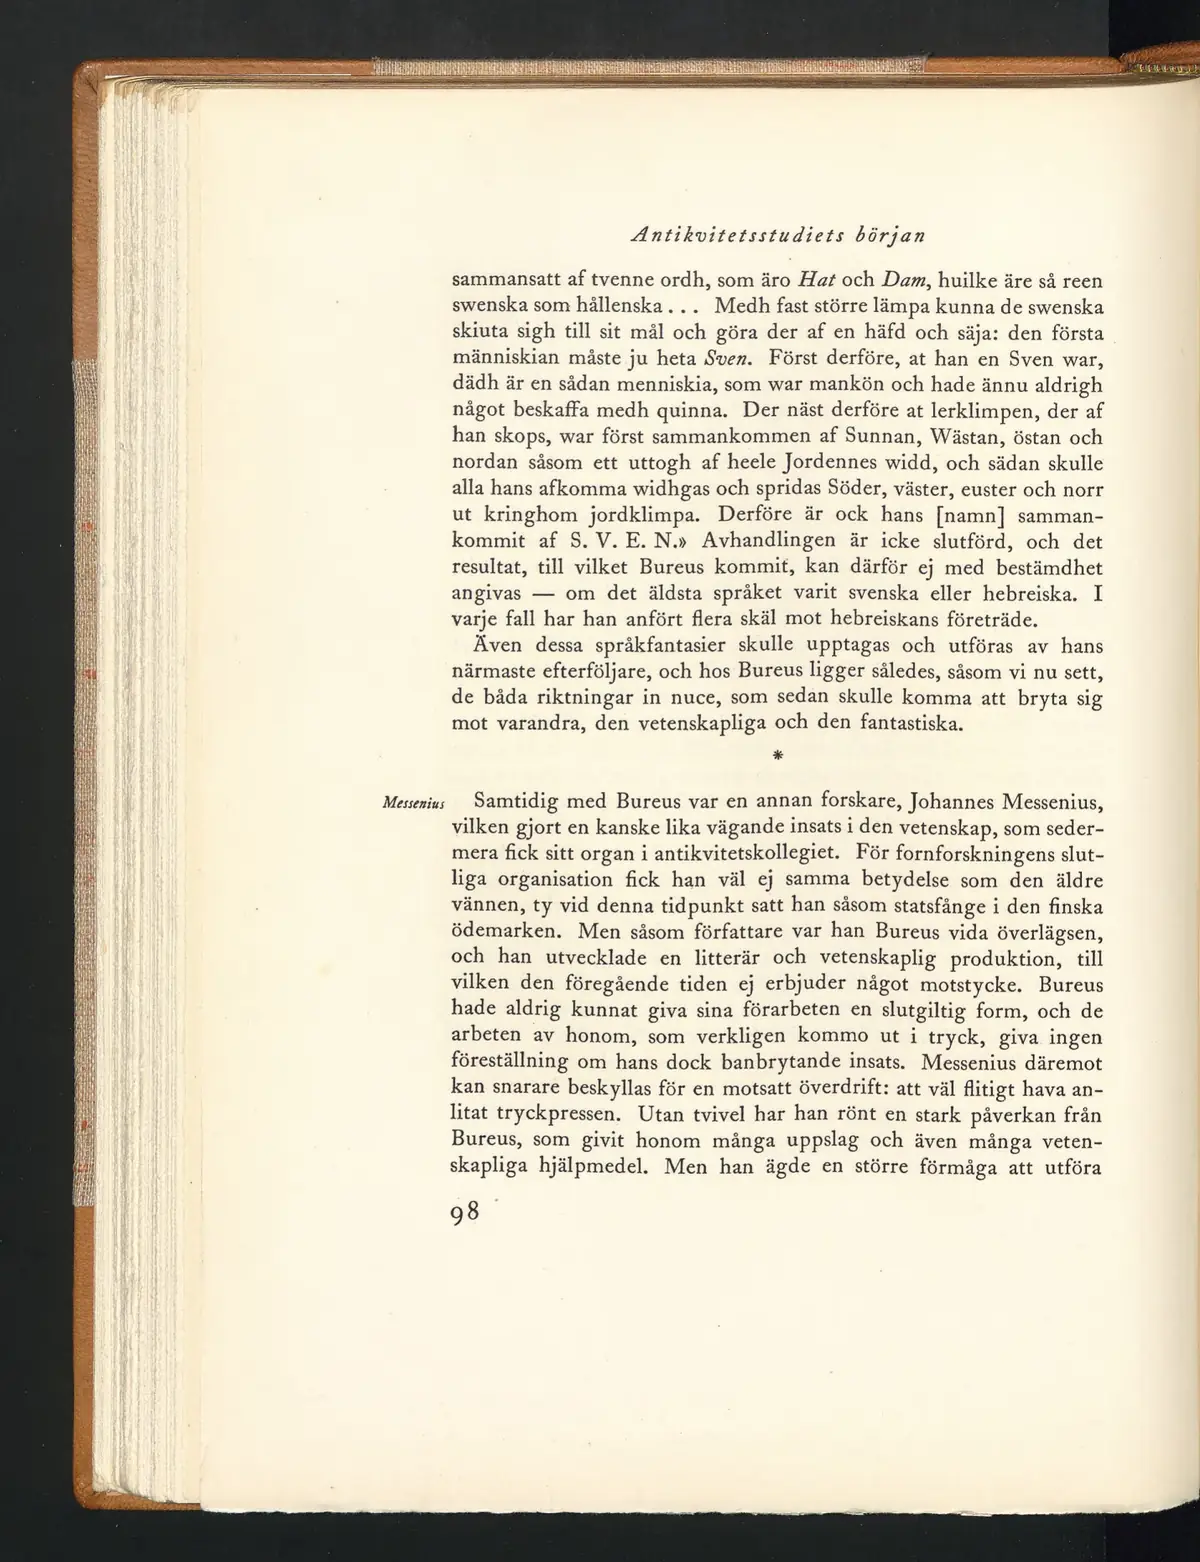 Antikvitetsstudiets början
sammansatt af tvenne ordh, som äro Hat och Dam, huilke äre så reen
swenska som hållenska . . . Medh fast större lämpa kunna de swenska
skiuta sigh till sit mål och göra der af en häfd och säja: den första
människian måste ju heta Sven. Först derföre, at han en Sven war,
dädh är en sådan menniskia, som war mankön och hade ännu aldrigh
något beskaffa medh quinna. Der näst derföre at lerklimpen, der af
han skops, war först sammankommen af Sunnan, Wästan, östan och
nordan såsom ett uttogh af heele Jordennes widd, och sädan skulle
alla hans afkomma widhgas och spridas Söder, väster, euster och norr
ut kringhom jordklimpa. Derföre är ock hans [namn] samman-
kommit af S. V. E. N.» Avhandlingen är icke slutförd, och det
resultat, till vilket Bureus kommit, kan därför ej med bestämdhet
angivas — om det äldsta språket varit svenska eller hebreiska. I
varje fall har han anfört flera skäl mot hebreiskans företräde.
Även dessa språkfantasier skulle upptagas och utföras av hans
närmaste efterföljare, och hos Bureus ligger således, såsom vi nu sett,
de båda riktningar in nuce, som sedan skulle komma att bryta sig
mot varandra, den vetenskapliga och den fantastiska.
*
Messenius Samtidig med Bureus var en annan forskare, Johannes Messenius,
vilken gjort en kanske lika vägande insats i den vetenskap, som seder-
mera fick sitt organ i antikvitetskollegiet. För fornforskningens slut-
liga organisation fick han väl ej samma betydelse som den äldre
vännen, ty vid denna tidpunkt satt han såsom statsfånge i den finska
ödemarken. Men såsom författare var han Bureus vida överlägsen,
och han utvecklade en litterär och vetenskaplig produktion, till
vilken den föregående tiden ej erbjuder något motstycke. Bureus
hade aldrig kunnat giva sina förarbeten en slutgiltig form, och de
arbeten av honom, som verkligen kommo ut i tryck, giva ingen
föreställning om hans dock banbrytande insats. Messenius däremot
kan snarare beskyllas för en motsatt överdrift: att väl flitigt hava an-
litat tryckpressen. Utan tvivel har han rönt en stark påverkan från
Bureus, som givit honom många uppslag och även många veten-
skapliga hjälpmedel. Men han ägde en större förmåga att utföra
98